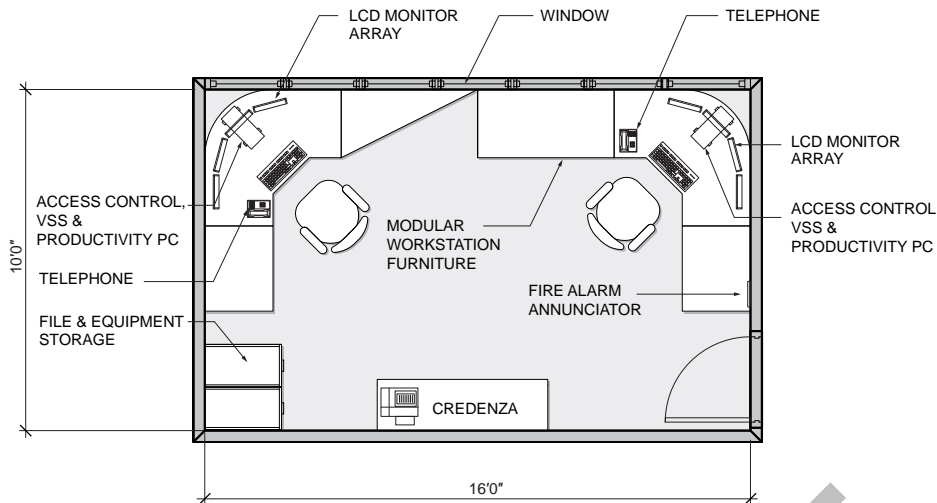 LCD MONITOR
ARRAY
WINDOW
TELEPHONE
LCD MONITOR
ARRAY
ACCESS CONTROL,
VSS &
PRODUCTIVITY PC
ACCESS CONTROL
VSS &
PRODUCTIVITY PC
MODULAR
WORKSTATION
FURNITURE
10'0"
TELEPHONE
FIRE ALARM
ANNUNCIATOR
FILE & EQUIPMENT
STORAGE
CREDENZA
16'0"